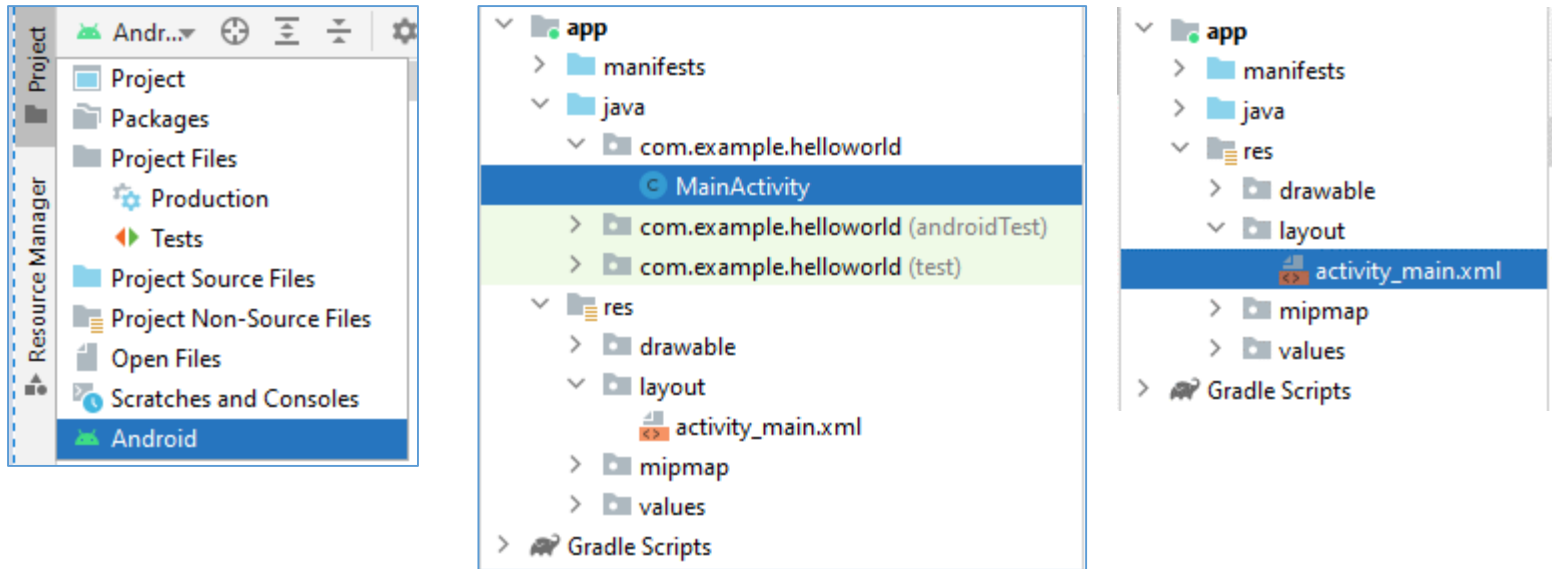 Project
Resource Manager
Andr...
Project
Packages
Project Files
Production
Tests
Project Source Files
Project Non-Source Files
Open Files
Scratches and Consoles
Android
app
manifests
java
com.example.helloworld
C MainActivity
com.example.helloworld (androidTest)
com.example.helloworld (test)
res
drawable
layout
<> activity_main.xml
mipmap
values
Gradle Scripts
app
manifests
java
res
drawable
layout
<> activity_main.xml
mipmap
values
Gradle Scripts